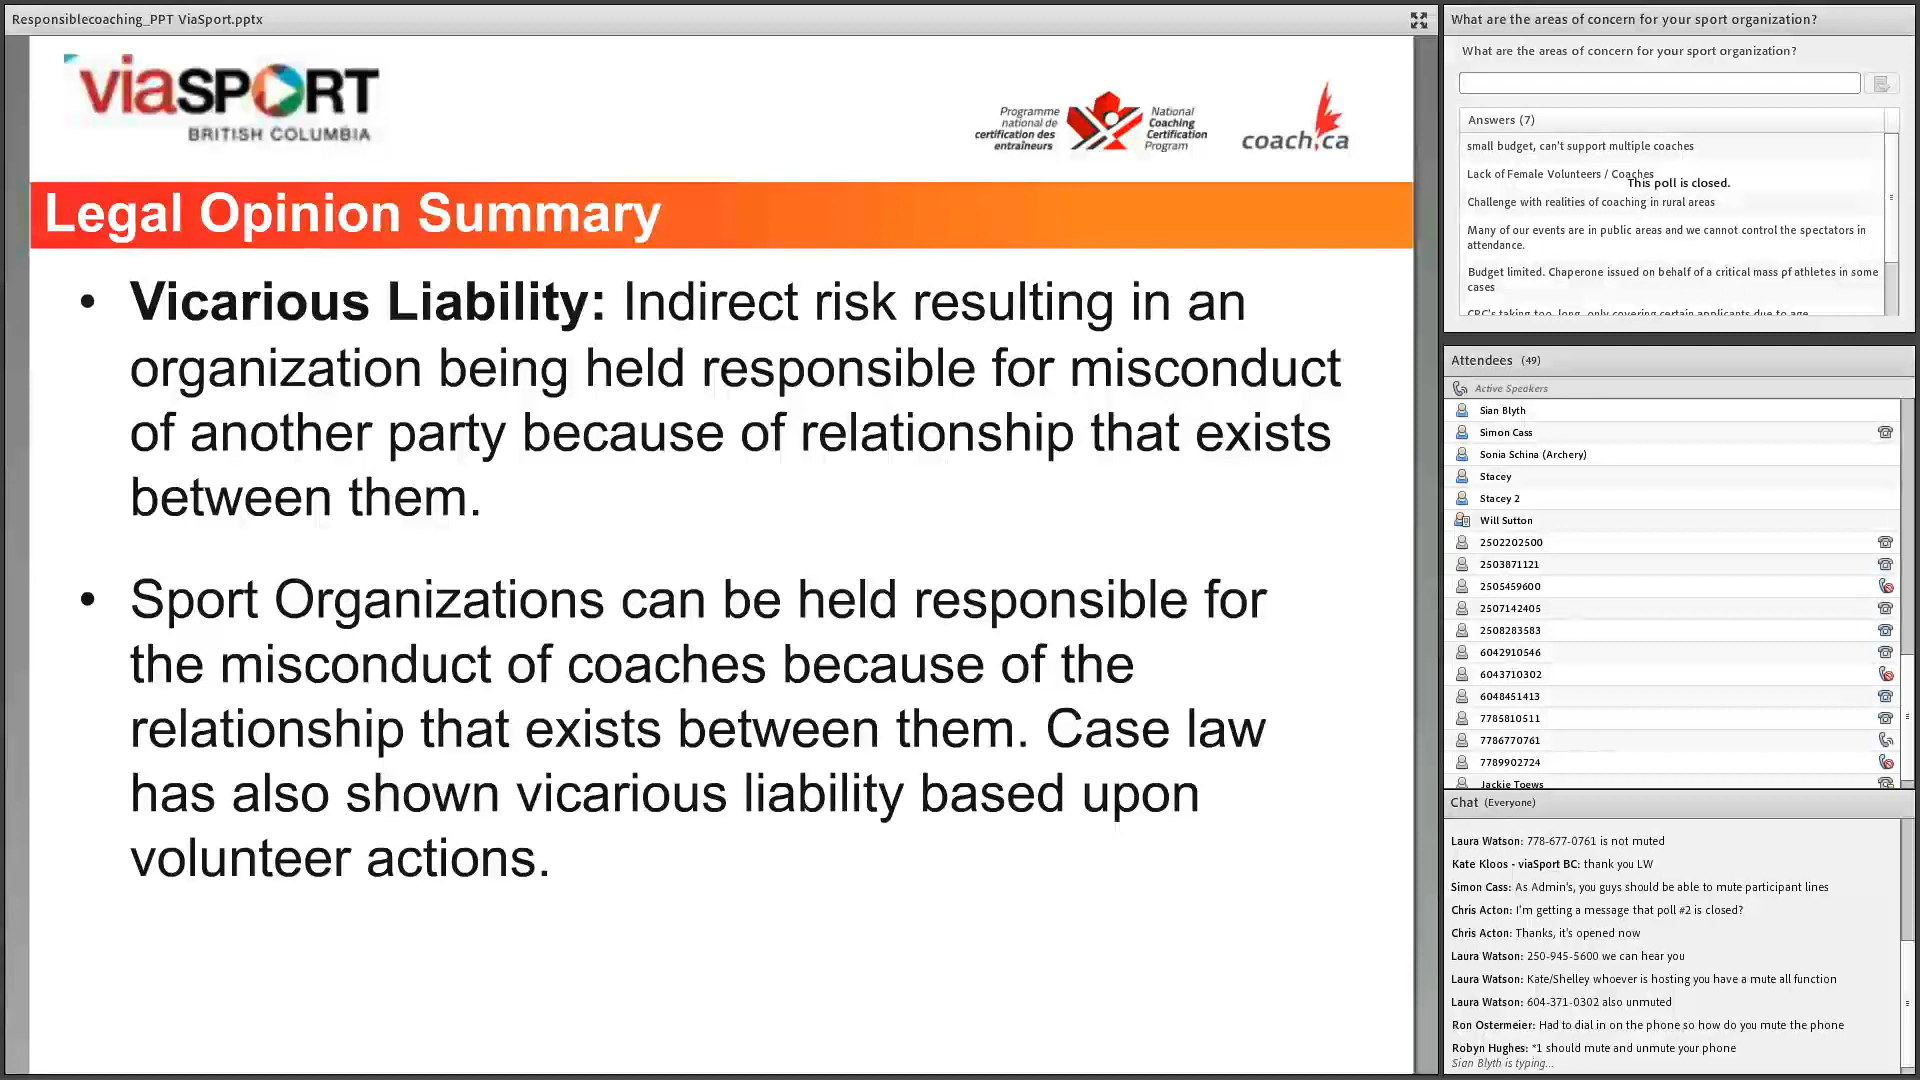 Responsiblecoaching_PPT ViaSport.pptx
viaSPORT
BRITISH COLUMBIA
Programme
national de
certification des
entraîneurs
National
Coaching
Certification
Program
coach.ca
Legal Opinion Summary
• Vicarious Liability: Indirect risk resulting in an
organization being held responsible for misconduct
of another party because of relationship that exists
between them.
• Sport Organizations can be held responsible for
the misconduct of coaches because of the
relationship that exists between them. Case law
has also shown vicarious liability based upon
volunteer actions.
What are the areas of concern for your sport organization?
What are the areas of concern for your sport organization?
Answers (7)
small budget, can't support multiple coaches
Lack of Female Volunteers / Coaches
This poll is closed.
Challenge with realities of coaching in rural areas
Many of our events are in public areas and we cannot control the spectators in
attendance.
Budget limited. Chaperone issued on behalf of a critical mass pf athletes in some
cases
CRC's taking too long, only covering certain applicants due to age
Attendees (49)
Active Speakers
Sian Blyth
Simon Cass
Sonia Schina (Archery)
Stacey
Stacey 2
Will Sutton
2502202500
2503871121
2505459600
2507142405
2508283583
6042910546
6043710302
6048451413
7785810511
7786770761
7789902724
Jackie Toews
Chat (Everyone)
Laura Watson: 778-677-0761 is not muted
Kate Kloos - viaSport BC: thank you LW
Simon Cass: As Admin's, you guys should be able to mute participant lines
Chris Acton: I'm getting a message that poll #2 is closed?
Chris Acton: Thanks, it's opened now
Laura Watson: 250-945-5600 we can hear you
Laura Watson: Kate/Shelley whoever is hosting you have a mute all function
Laura Watson: 604-371-0302 also unmuted
Ron Ostermeier: Had to dial in on the phone so how do you mute the phone
Robyn Hughes: *1 should mute and unmute your phone
Sian Blyth is typing...